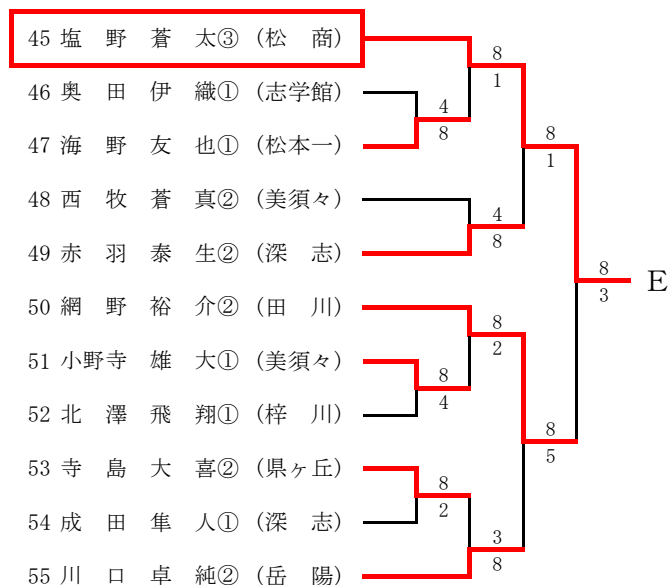 45 塩 野 蒼 太③ (松 商)
46 奥 田 伊 織① (志学館)
47 海 野 友 也① (松本一)
48 西 牧 蒼 真② (美須々)
49 赤 羽 泰 生② (深 志)
50 網 野 裕 介② (田 川)
51 小野寺 雄 大① (美須々)
52 北 澤 飛 翔① (梓 川)
53 寺 島 大 喜② (県ヶ丘)
54 成 田 隼 人① (深 志)
55 川 口 卓 純② (岳 陽)
4
8
8
4
8
2
8
1
4
8
8
2
3
8
8
1
8
5
8
3
E